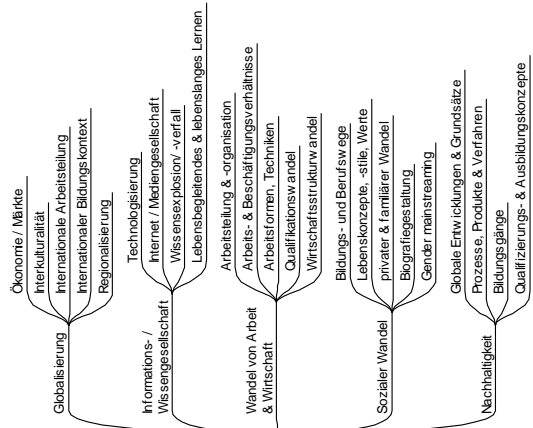 Globalisierung
Ökonomie / Märkte
Interkulturalität
Internationale Arbeitsteilung
Internationaler Bildungskontext
Regionalisierung
Informations- /
Wissengesellschaft
Technologisierung
Internet / Mediengesellschaft
Wissensexplosion/ -verfall
Lebensbegleitendes & lebenslanges Lernen
Wandel von Arbeit
& Wirtschaft
Arbeitsteilung & -organisation
Arbeits- & Beschäftigungsverhältnisse
Arbeitsformen, Techniken
Qualifikationswandel
Wirtschaftsstrukturwandel
Sozialer Wandel
Bildungs- und Berufswege
Lebenskonzepte, -stile, Werte
privater & familiärer Wandel
Biografiegestaltung
Gender mainstreaming
Nachhaltigkeit
Globale Entwicklungen & Grundsätze
Prozesse, Produkte & Verfahren
Bildungsgänge
Qualifizierungs- & Ausbildungskonzepte